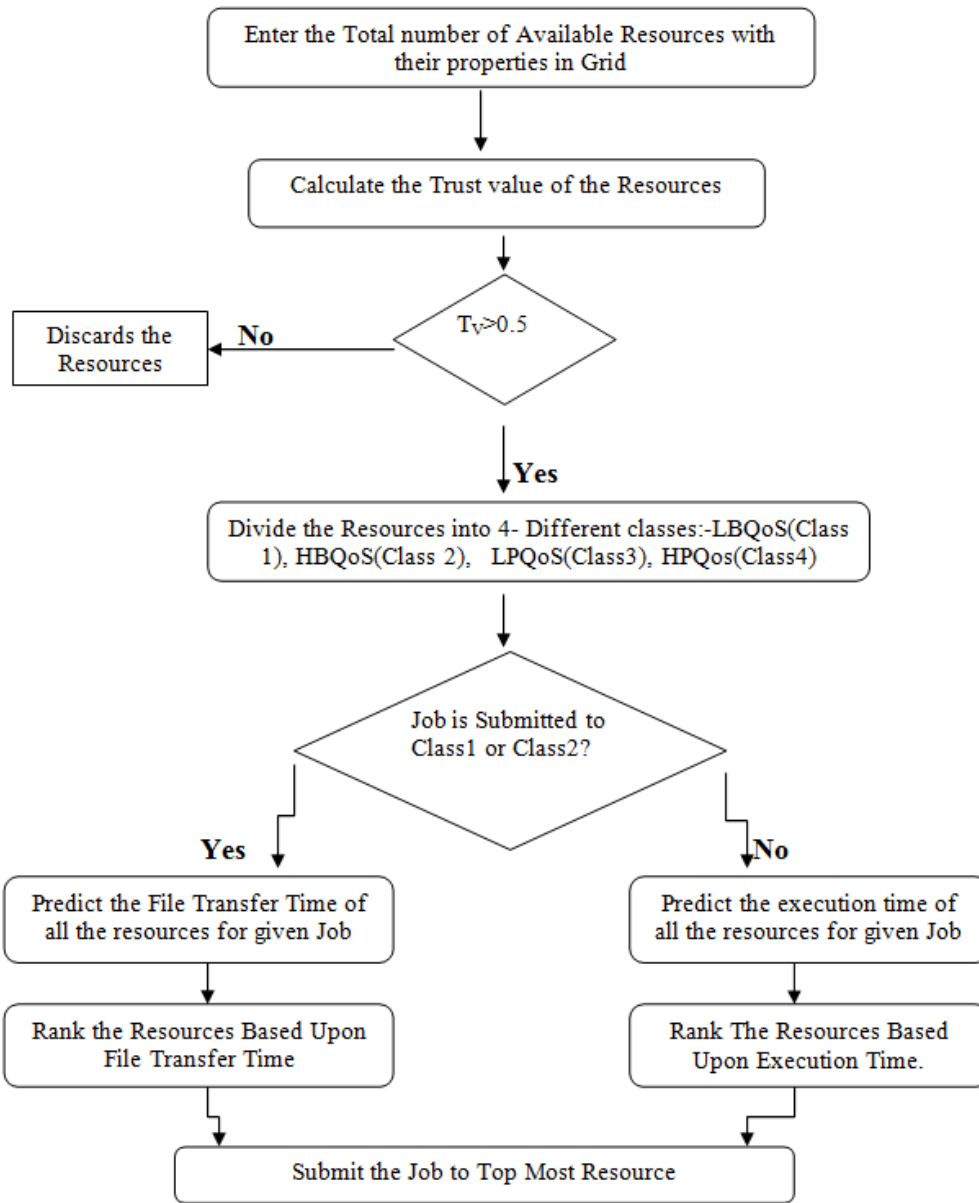 Enter the Total number of Available Resources with
their properties in Grid
Calculate the Trust value of the Resources
TV>0.5
Discards the
Resources
No
Yes
Divide the Resources into 4- Different classes:-LBQoS(Class
1), HBQoS(Class 2), LPQoS(Class3), HPQos(Class4)
Job is Submitted to
Class1 or Class2?
Yes
No
Predict the File Transfer Time of
all the resources for given Job
Predict the execution time of
all the resources for given Job
Rank the Resources Based Upon
File Transfer Time
Rank The Resources Based
Upon Execution Time.
Submit the Job to Top Most Resource